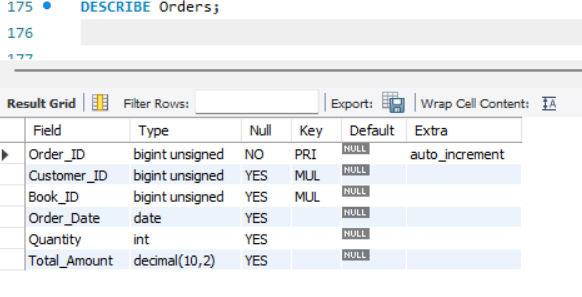 175 DESCRIBE Orders;
176
177
Result Grid Filter Rows: Export: Wrap Cell Content: IA
Field Type Null Key Default Extra
Order_ID bigint unsigned NO PRI NULL auto_increment
Customer_ID bigint unsigned YES MUL NULL
Book_ID bigint unsigned YES MUL NULL
Order_Date date YES NULL
Quantity int YES NULL
Total_Amount decimal(10,2) YES NULL